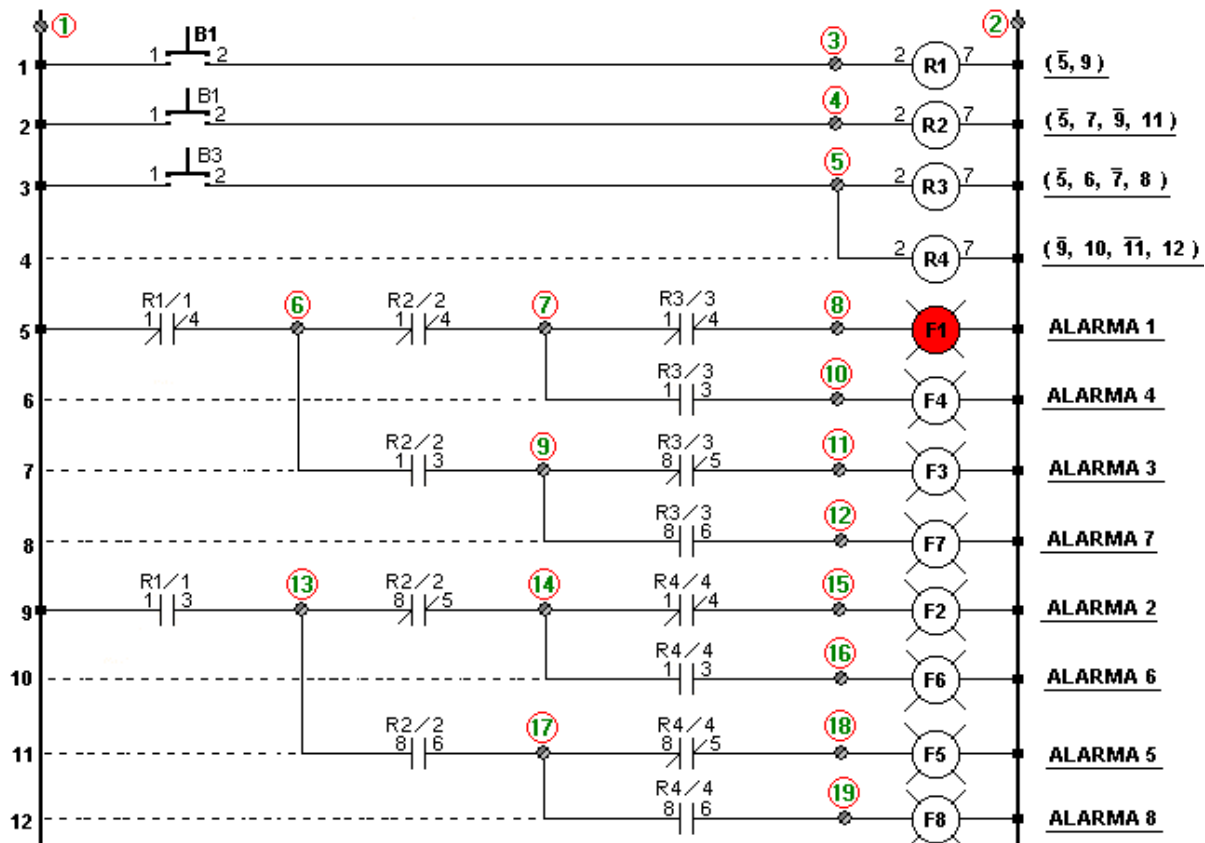 1 2
B1
3
1 1 2 2 R1 7 (5̅, 9)
B1
4
2 1 2 2 R2 7 (5̅, 7, 9̅, 11)
B3
5
3 1 2 2 R3 7 (5̅, 6, 7̅, 8)
4 2 R4 7 (9̅, 10, 1̅1̅, 12)
R1/1 6 R2/2 7 R3/3 8
5 1 4 1 4 1 4 F1 ALARMA 1
R3/3 10
6 1 3 F4 ALARMA 4
R2/2 9 R3/3 11
7 1 3 8 5 F3 ALARMA 3
R3/3 12
8 8 6 F7 ALARMA 7
R1/1 13 R2/2 14 R4/4 15
9 1 3 8 5 1 4 F2 ALARMA 2
R4/4 16
10 1 3 F6 ALARMA 6
R2/2 17 R4/4 18
11 8 6 8 5 F5 ALARMA 5
R4/4 19
12 8 6 F8 ALARMA 8